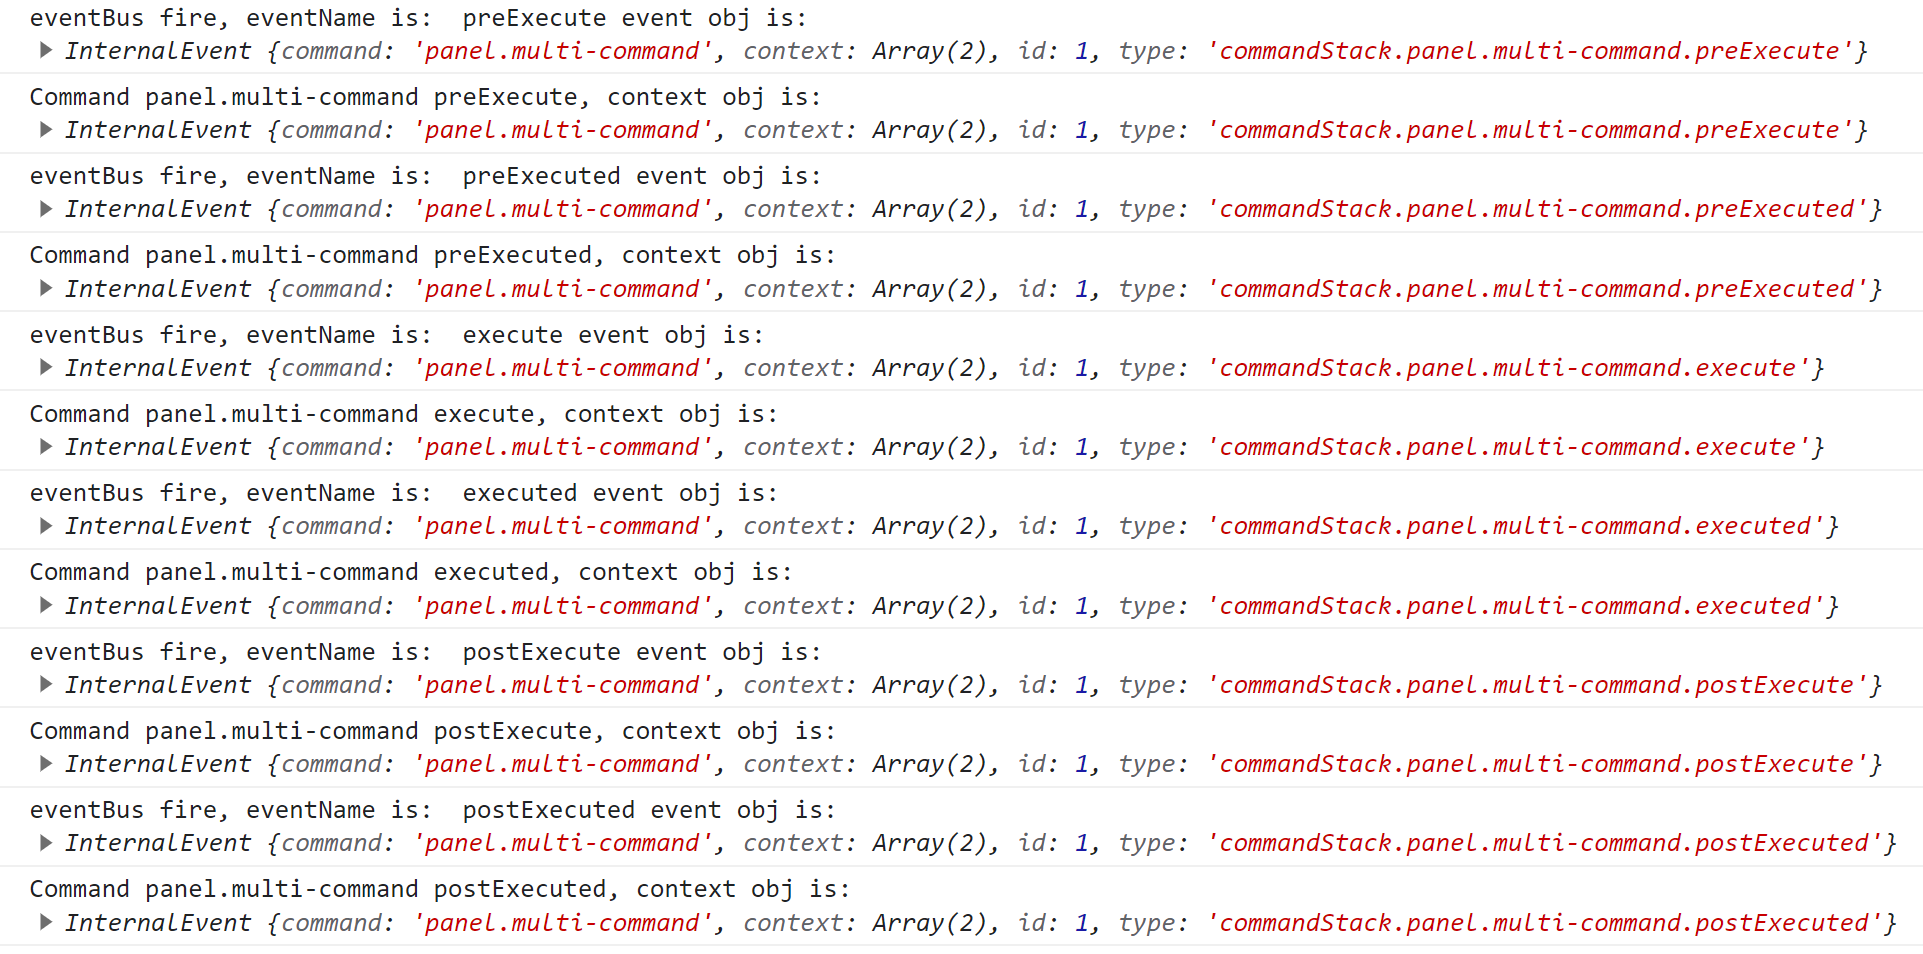 eventBus fire, eventName is:  preExecute event obj is:
▶ InternalEvent {command: 'panel.multi-command', context: Array(2), id: 1, type: 'commandStack.panel.multi-command.preExecute'}
Command panel.multi-command preExecute, context obj is:
▶ InternalEvent {command: 'panel.multi-command', context: Array(2), id: 1, type: 'commandStack.panel.multi-command.preExecute'}
eventBus fire, eventName is:  preExecuted event obj is:
▶ InternalEvent {command: 'panel.multi-command', context: Array(2), id: 1, type: 'commandStack.panel.multi-command.preExecuted'}
Command panel.multi-command preExecuted, context obj is:
▶ InternalEvent {command: 'panel.multi-command', context: Array(2), id: 1, type: 'commandStack.panel.multi-command.preExecuted'}
eventBus fire, eventName is:  execute event obj is:
▶ InternalEvent {command: 'panel.multi-command', context: Array(2), id: 1, type: 'commandStack.panel.multi-command.execute'}
Command panel.multi-command execute, context obj is:
▶ InternalEvent {command: 'panel.multi-command', context: Array(2), id: 1, type: 'commandStack.panel.multi-command.execute'}
eventBus fire, eventName is:  executed event obj is:
▶ InternalEvent {command: 'panel.multi-command', context: Array(2), id: 1, type: 'commandStack.panel.multi-command.executed'}
Command panel.multi-command executed, context obj is:
▶ InternalEvent {command: 'panel.multi-command', context: Array(2), id: 1, type: 'commandStack.panel.multi-command.executed'}
eventBus fire, eventName is:  postExecute event obj is:
▶ InternalEvent {command: 'panel.multi-command', context: Array(2), id: 1, type: 'commandStack.panel.multi-command.postExecute'}
Command panel.multi-command postExecute, context obj is:
▶ InternalEvent {command: 'panel.multi-command', context: Array(2), id: 1, type: 'commandStack.panel.multi-command.postExecute'}
eventBus fire, eventName is:  postExecuted event obj is:
▶ InternalEvent {command: 'panel.multi-command', context: Array(2), id: 1, type: 'commandStack.panel.multi-command.postExecuted'}
Command panel.multi-command postExecuted, context obj is:
▶ InternalEvent {command: 'panel.multi-command', context: Array(2), id: 1, type: 'commandStack.panel.multi-command.postExecuted'}